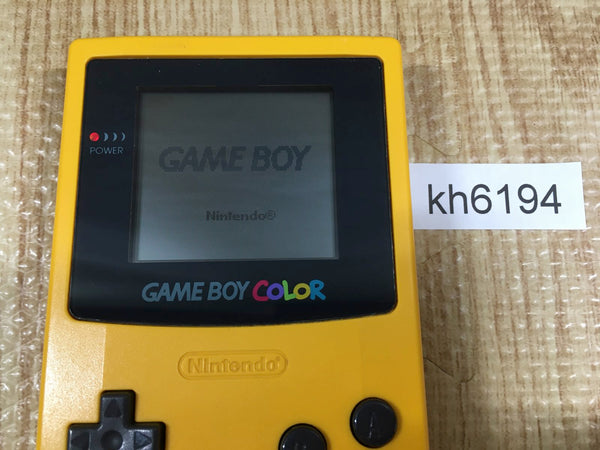 POWER
GAME BOY
Nintendo®
GAME BOY COLOR
Nintendo
A
kh6194